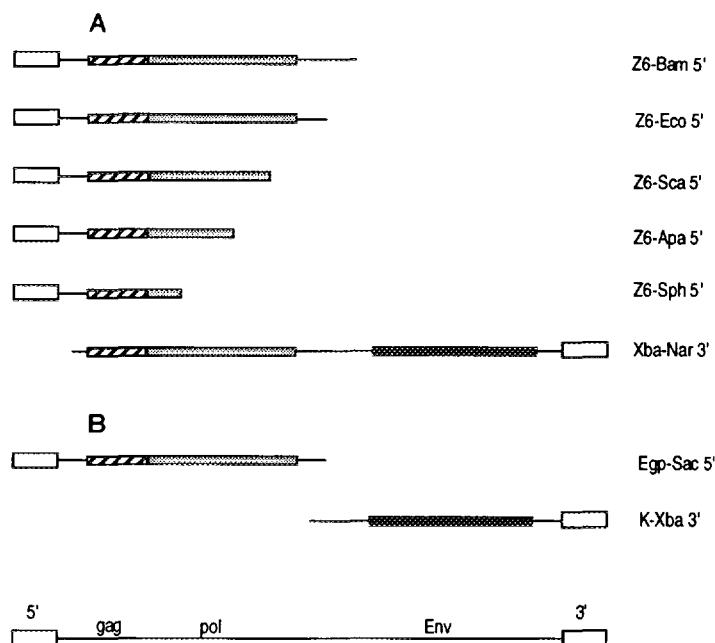 A
Z6-Bam 5'
Z6-Eco 5'
Z6-Sca 5'
Z6-Apa 5'
Z6-Sph 5'
Xba-Nar 3'
B
Egp-Sac 5'
K-Xba 3'
5' gag pol Env 3'